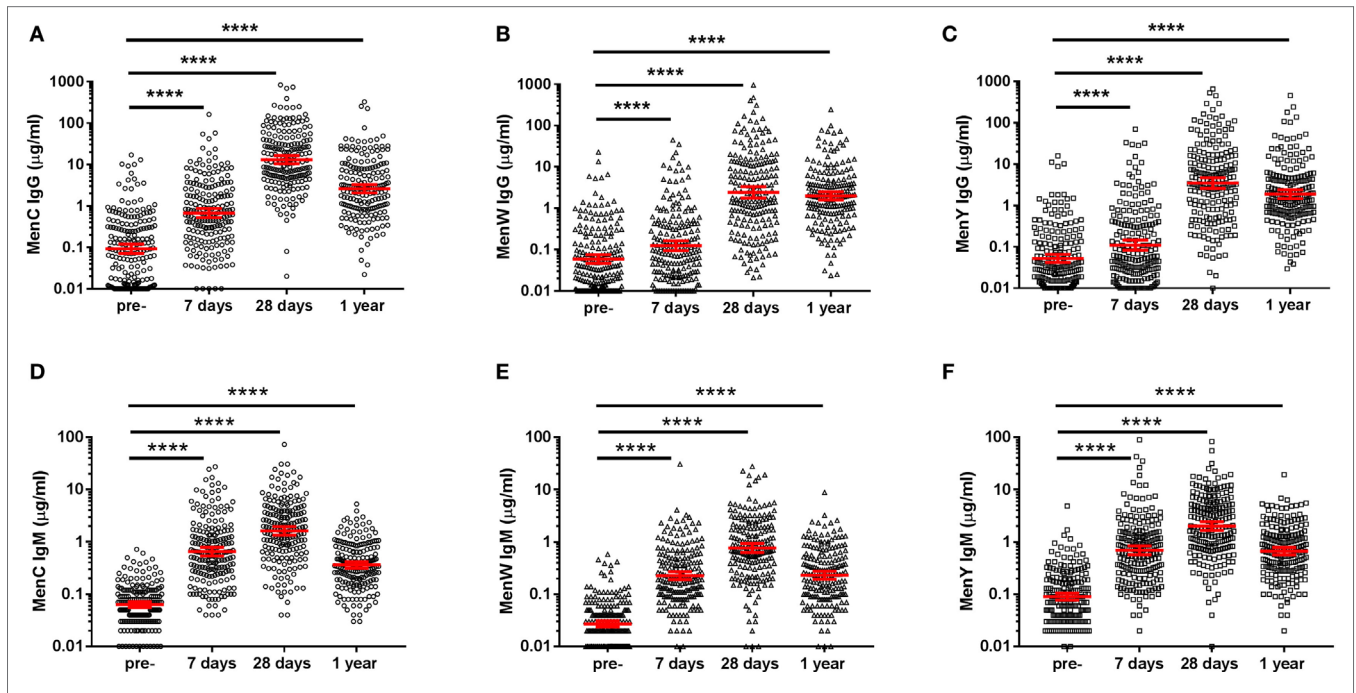 A
****
****
****
MenC IgG (µg/ml)
1000
100
10
1
0.1
0.01
pre- 7 days 28 days 1 year
B
****
****
****
MenW IgG (µg/ml)
1000
100
10
1
0.1
0.01
pre- 7 days 28 days 1 year
C
****
****
****
MenY IgG (µg/ml)
1000
100
10
1
0.1
0.01
pre- 7 days 28 days 1 year
D
****
****
****
MenC IgM (µg/ml)
100
10
1
0.1
0.01
pre- 7 days 28 days 1 year
E
****
****
****
MenW IgM (µg/ml)
100
10
1
0.1
0.01
pre- 7 days 28 days 1 year
F
****
****
****
MenY IgM (µg/ml)
100
10
1
0.1
0.01
pre- 7 days 28 days 1 year